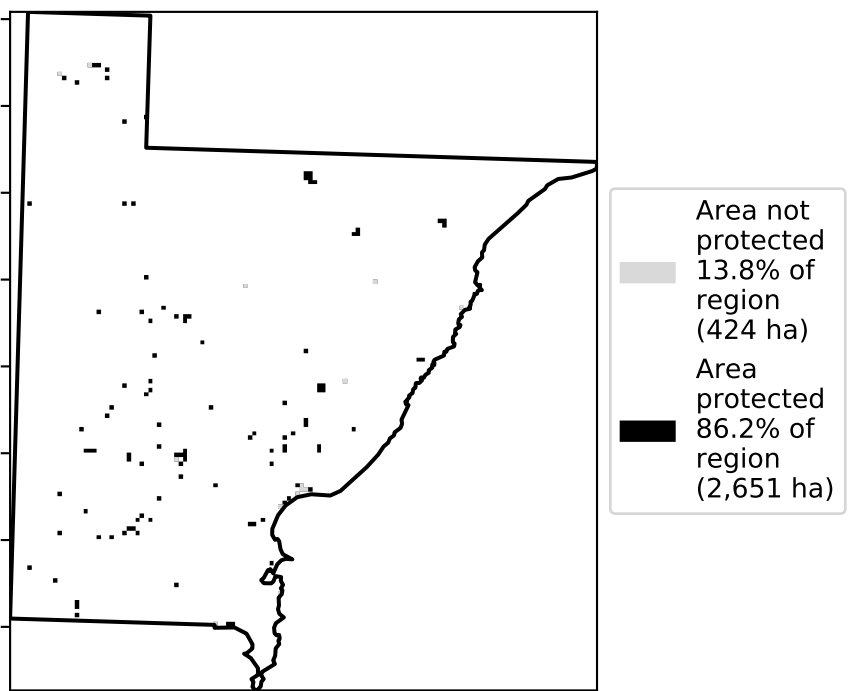 Area not
protected
13.8% of
region
(424 ha)
Area
protected
86.2% of
region
(2,651 ha)